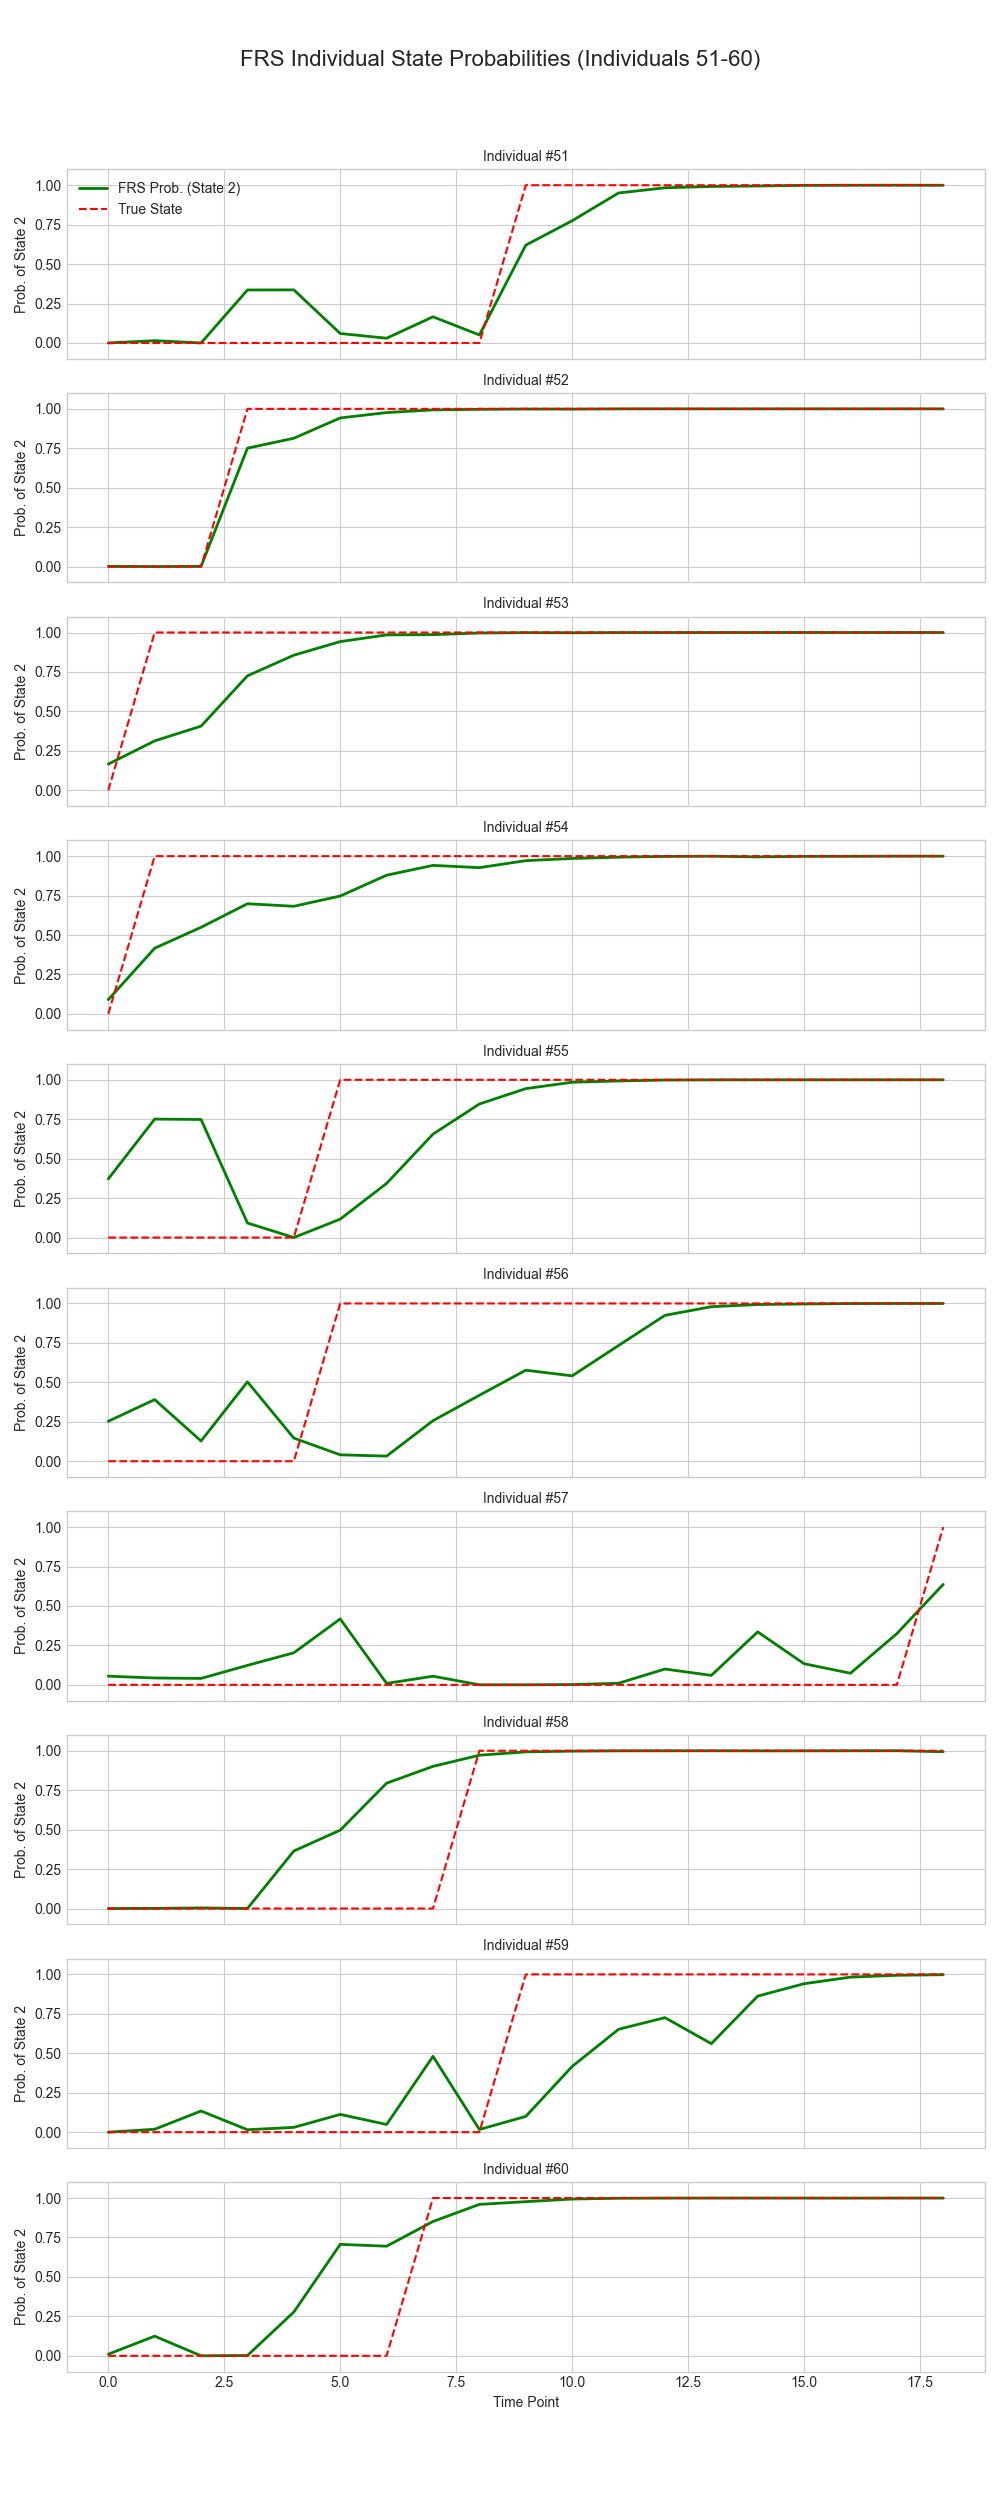 FRS Individual State Probabilities (Individuals 51-60)
Individual #51
Prob. of State 2
1.00
0.75
0.50
0.25
0.00
FRS Prob. (State 2)
True State
Individual #52
Prob. of State 2
1.00
0.75
0.50
0.25
0.00
Individual #53
Prob. of State 2
1.00
0.75
0.50
0.25
0.00
Individual #54
Prob. of State 2
1.00
0.75
0.50
0.25
0.00
Individual #55
Prob. of State 2
1.00
0.75
0.50
0.25
0.00
Individual #56
Prob. of State 2
1.00
0.75
0.50
0.25
0.00
Individual #57
Prob. of State 2
1.00
0.75
0.50
0.25
0.00
Individual #58
Prob. of State 2
1.00
0.75
0.50
0.25
0.00
Individual #59
Prob. of State 2
1.00
0.75
0.50
0.25
0.00
Individual #60
Prob. of State 2
1.00
0.75
0.50
0.25
0.00
0.0 2.5 5.0 7.5 10.0 12.5 15.0 17.5
Time Point